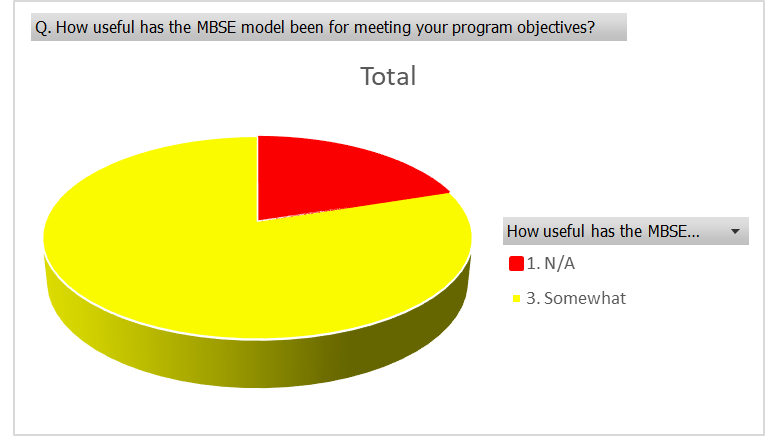 Q. How useful has the MBSE model been for meeting your program objectives?
Total
How useful has the MBSE...
1. N/A
3. Somewhat